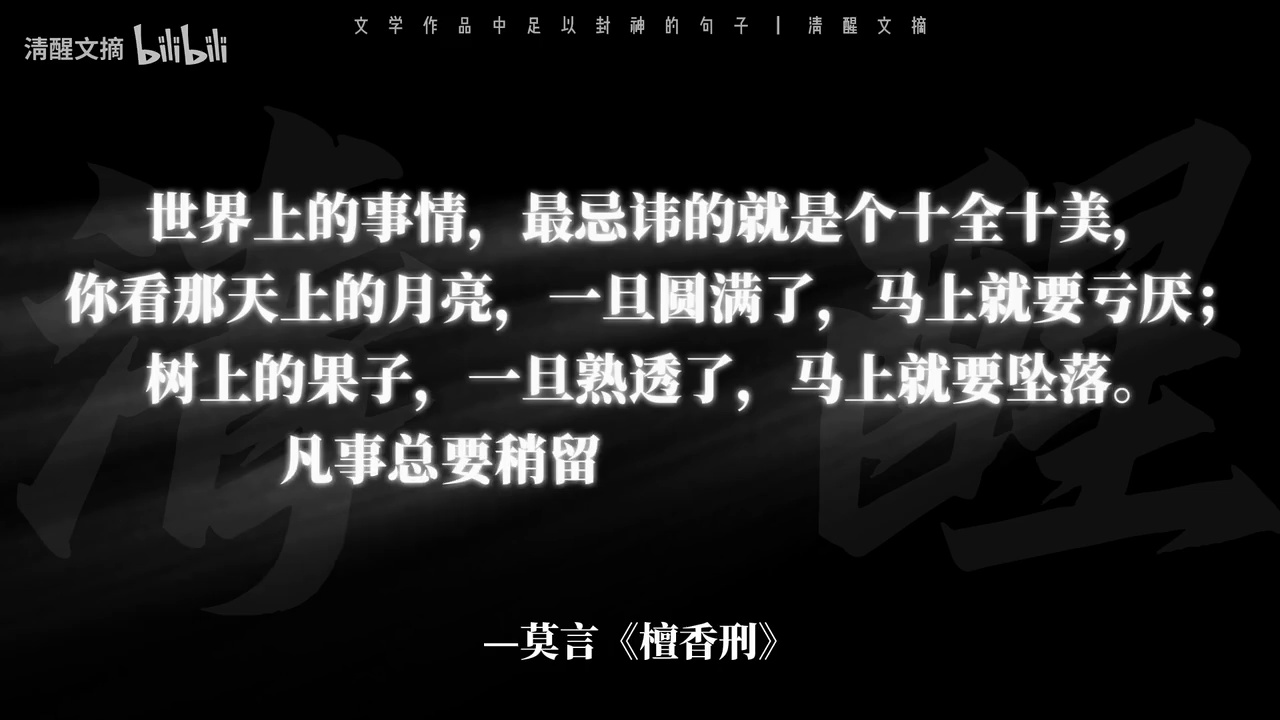 文学作品中足以封神的句子 | 清醒文摘
清醒文摘 bilibili
清醒
世界上的事情，最忌讳的就是个十全十美，
你看那天上的月亮，一旦圆满了，马上就要亏厌；
树上的果子，一旦熟透了，马上就要坠落。
凡事总要稍留
—莫言《檀香刑》